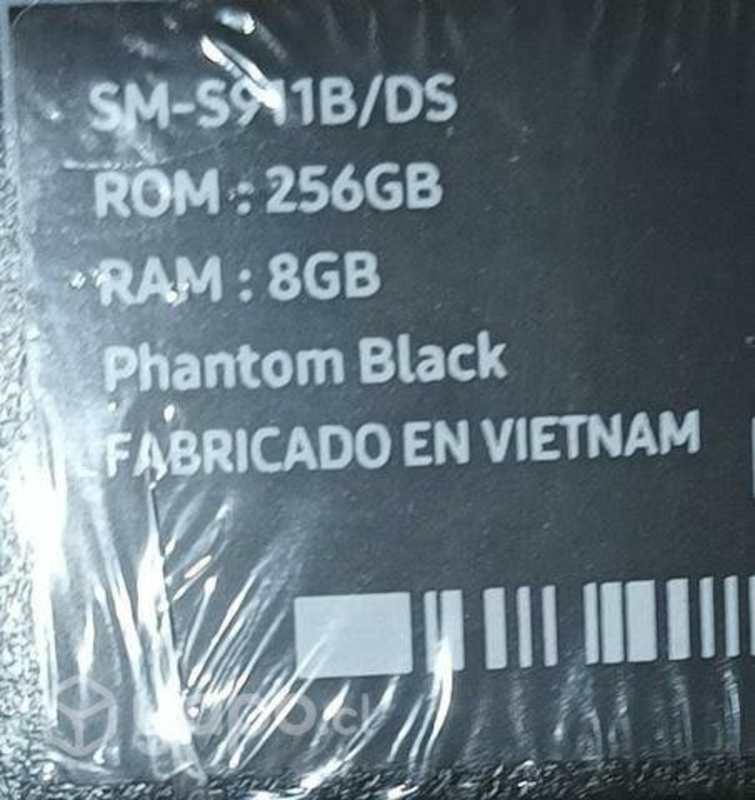 SM-S911B/DS
ROM : 256GB
RAM : 8GB
Phantom Black
FABRICADO EN VIETNAM